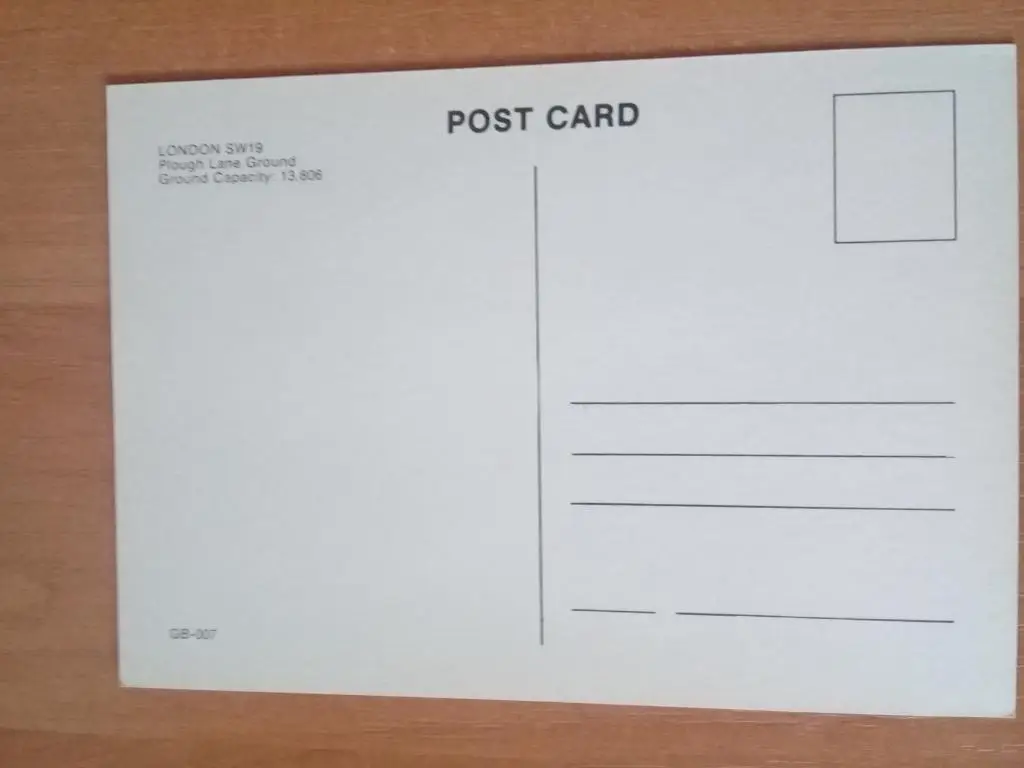 POST CARD
LONDON SW19
Plough Lane Ground
Ground Capacity: 13,806
GB-007